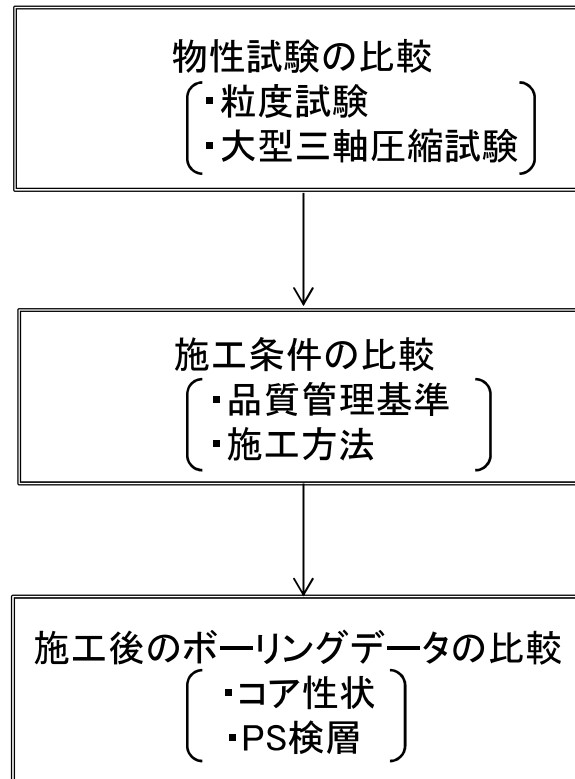 物性試験の比較
・粒度試験
・大型三軸圧縮試験
施工条件の比較
・品質管理基準
・施工方法
施工後のボーリングデータの比較
・コア性状
・PS検層